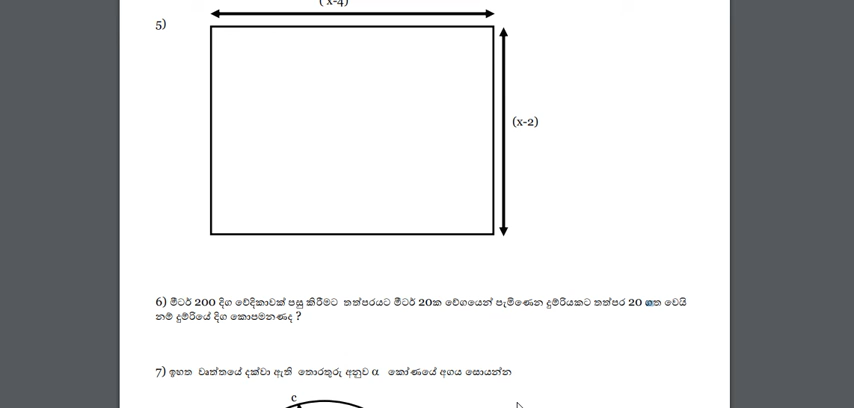 ( x-4)
5)
(x-2)
6) මීටර් 200 දිග වේදිකාවක් පසු කිරීමට තත්පරයට මීටර් 20ක වේගයෙන් පැමිණෙන දුම්රියකට තත්පර 20 ගත වෙයි
නම් දුම්රියේ දිග කොපමනණද ?
7) ඉහත වෘත්තයේ දක්වා ඇති තොරතුරු අනුව α කෝණයේ අගය සොයන්න
c